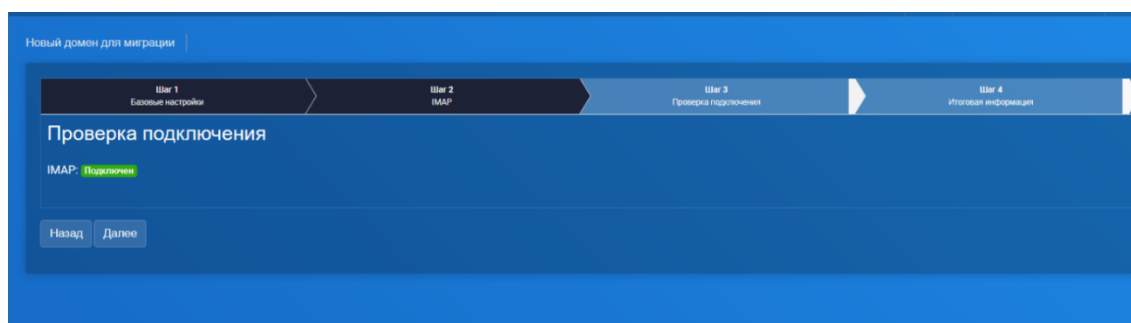 Новый домен для миграции
Шаг 1
Базовые настройки
Шаг 2
IMAP
Шаг 3
Проверка подключения
Шаг 4
Итоговая информация
Проверка подключения
IMAP: Подключен
Назад Далее